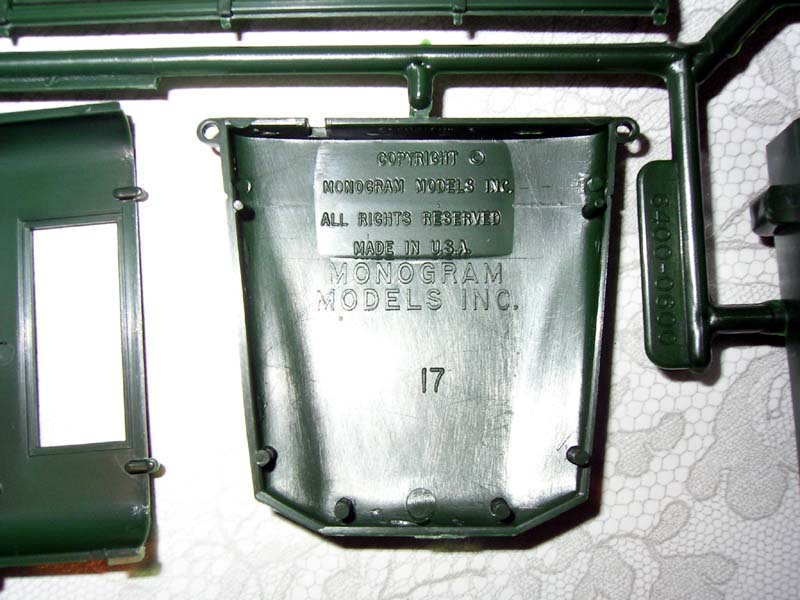 COPYRIGHT ©
MONOGRAM MODELS INC.
ALL RIGHTS RESERVED
MADE IN U.S.A.
MONOGRAM
MODELS INC.
17
6400-0600